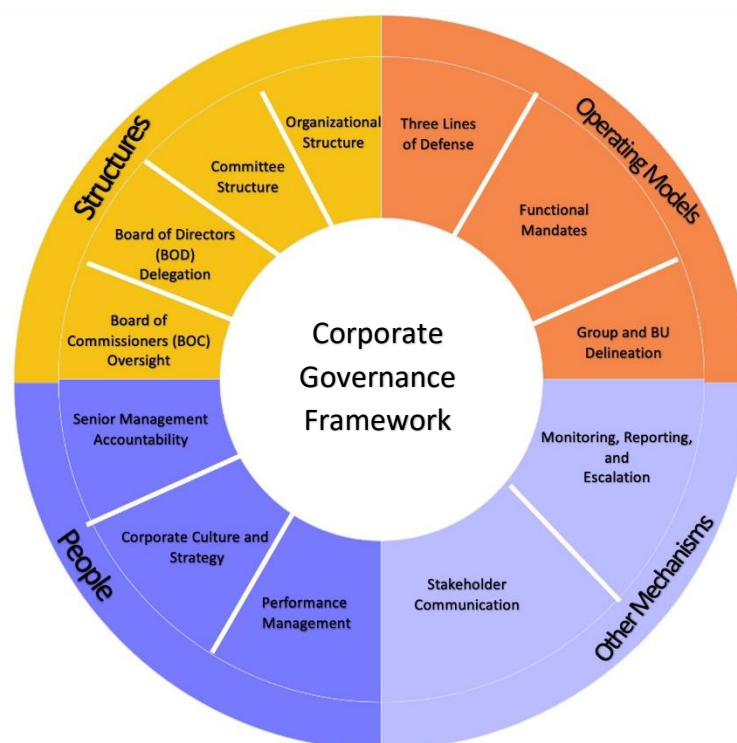 Corporate
Governance
Framework
Structures
Organizational
Structure
Committee
Structure
Board of Directors
(BOD)
Delegation
Board of
Commissioners (BOC)
Oversight
Operating Models
Three Lines
of Defense
Functional
Mandates
Group and BU
Delineation
People
Senior Management
Accountability
Corporate Culture and
Strategy
Performance
Management
Other Mechanisms
Monitoring, Reporting,
and
Escalation
Stakeholder
Communication